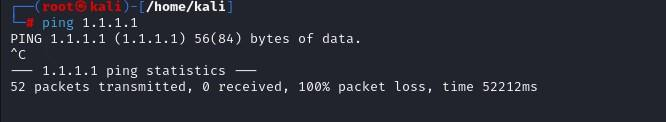 (root㉿kali)-[/home/kali]
# ping 1.1.1.1
PING 1.1.1.1 (1.1.1.1) 56(84) bytes of data.
^C
--- 1.1.1.1 ping statistics ---
52 packets transmitted, 0 received, 100% packet loss, time 52212ms